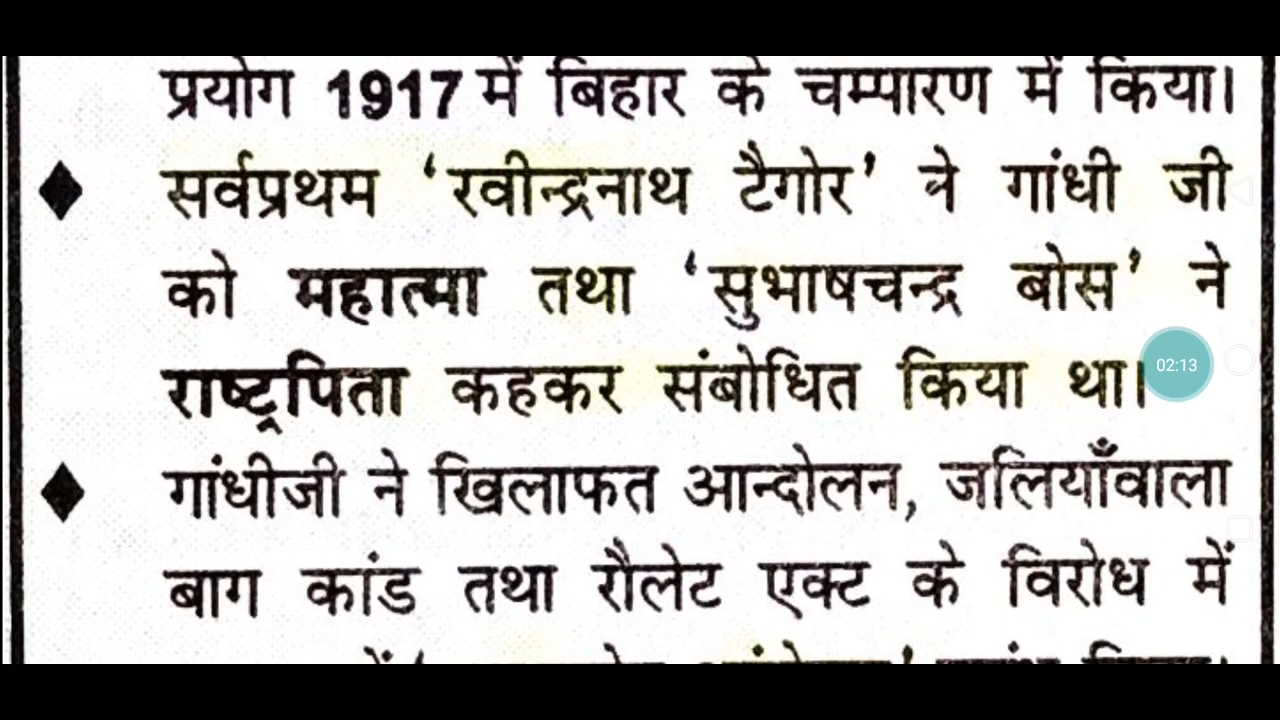 प्रयोग 1917 में बिहार के चम्पारण में किया।
सर्वप्रथम ‘रवीन्द्रनाथ टैगोर’ ने गांधी जी
को महात्मा तथा ‘सुभाषचन्द्र बोस’ ने
राष्ट्रपिता कहकर संबोधित किया था।
02:13
गांधीजी ने खिलाफत आन्दोलन, जलियाँवाला
बाग कांड तथा रौलेट एक्ट के विरोध में